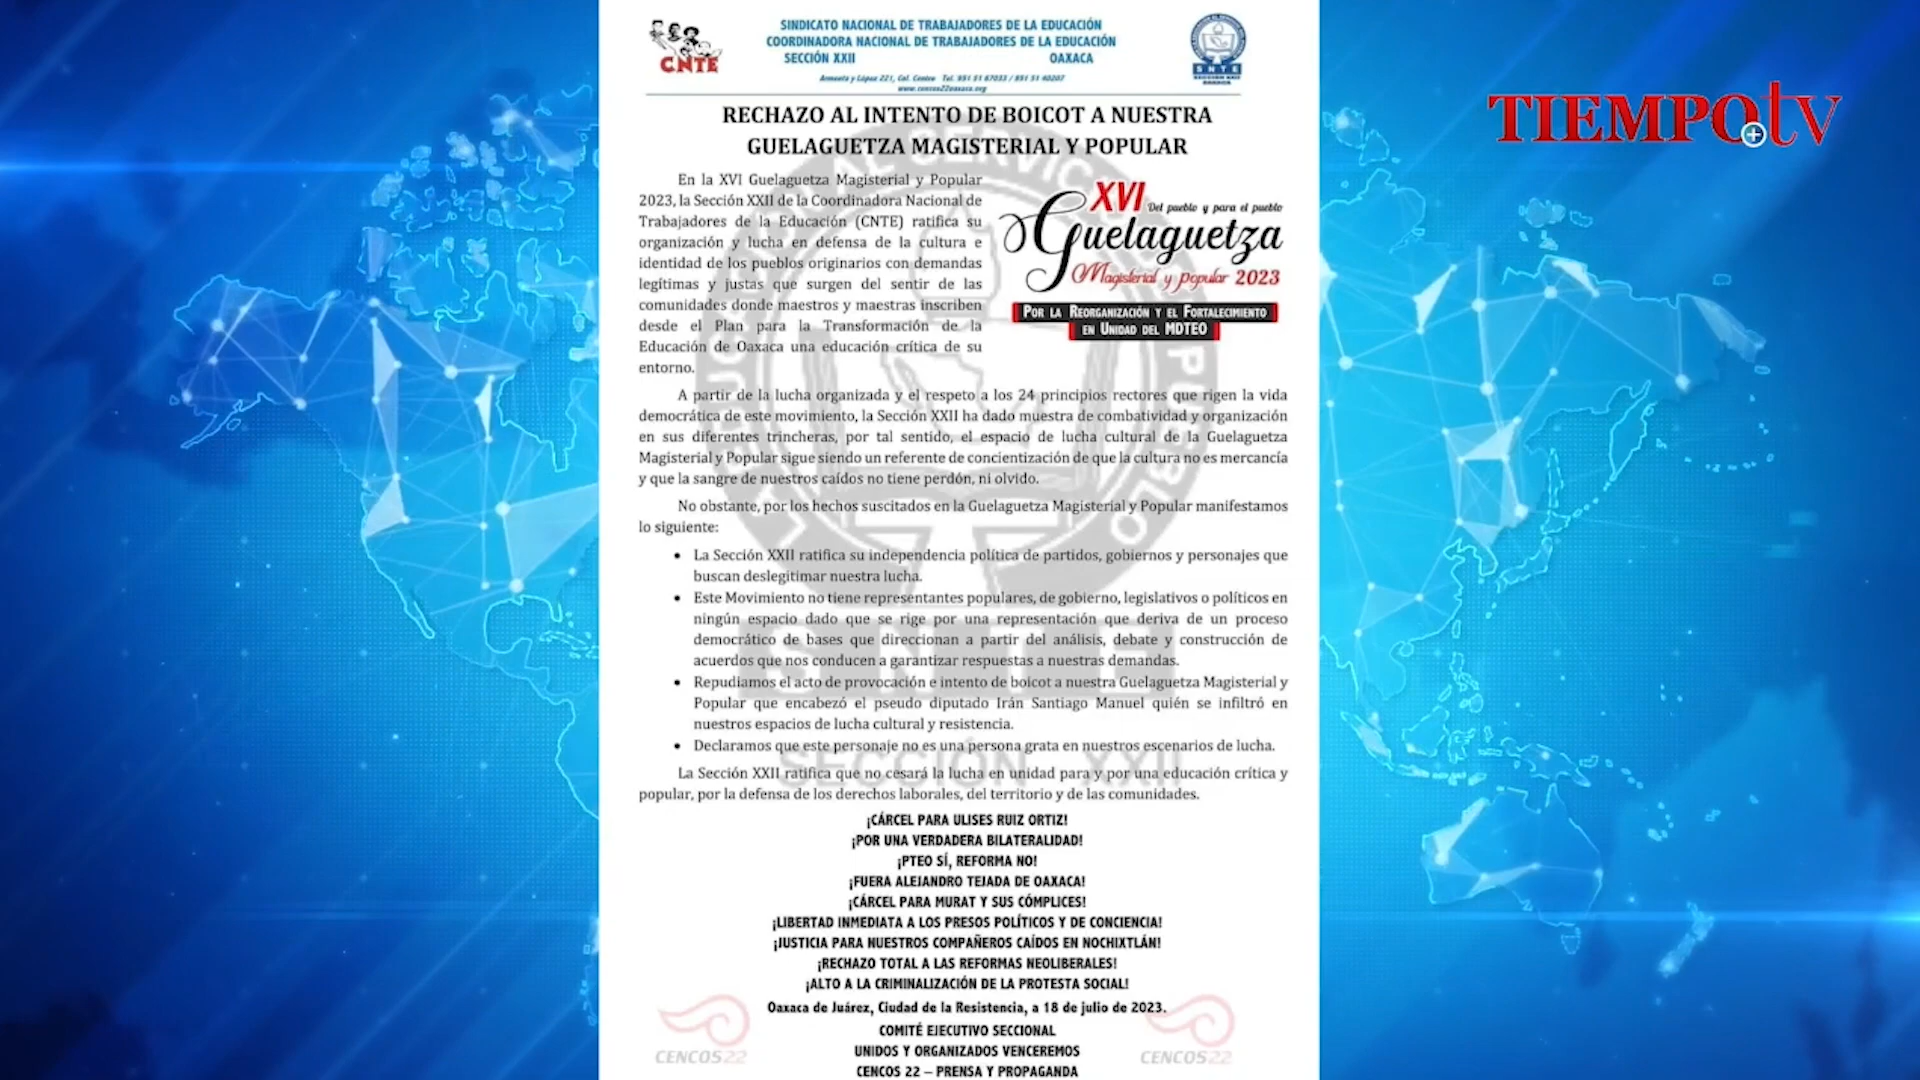 CNTE
SINDICATO NACIONAL DE TRABAJADORES DE LA EDUCACIÓN
COORDINADORA NACIONAL DE TRABAJADORES DE LA EDUCACIÓN
SECCIÓN XXII OAXACA
Armenta y López 221, Col. Centro Tel. 951 51 67033 / 951 51 40207
www.cencos22oaxaca.org
SNTE
TIEMPO+tv
RECHAZO AL INTENTO DE BOICOT A NUESTRA
GUELAGUETZA MAGISTERIAL Y POPULAR
En la XVI Guelaguetza Magisterial y Popular
2023, la Sección XXII de la Coordinadora Nacional de
Trabajadores de la Educación (CNTE) ratifica su
organización y lucha en defensa de la cultura e
identidad de los pueblos originarios con demandas
legítimas y justas que surgen del sentir de las
comunidades donde maestros y maestras inscriben
desde el Plan para la Transformación de la
Educación de Oaxaca una educación crítica de su
entorno.
XVI Del pueblo y para el pueblo
Guelaguetza
Magisterial y popular 2023
POR LA REORGANIZACIÓN Y EL FORTALECIMIENTO
EN UNIDAD DEL MDTEO
A partir de la lucha organizada y el respeto a los 24 principios rectores que rigen la vida
democrática de este movimiento, la Sección XXII ha dado muestra de combatividad y organización
en sus diferentes trincheras, por tal sentido, el espacio de lucha cultural de la Guelaguetza
Magisterial y Popular sigue siendo un referente de concientización de que la cultura no es mercancía
y que la sangre de nuestros caídos no tiene perdón, ni olvido.
No obstante, por los hechos suscitados en la Guelaguetza Magisterial y Popular manifestamos
lo siguiente:
• La Sección XXII ratifica su independencia política de partidos, gobiernos y personajes que
buscan deslegitimar nuestra lucha.
• Este Movimiento no tiene representantes populares, de gobierno, legislativos o políticos en
ningún espacio dado que se rige por una representación que deriva de un proceso
democrático de bases que direccionan a partir del análisis, debate y construcción de
acuerdos que nos conducen a garantizar respuestas a nuestras demandas.
• Repudiamos el acto de provocación e intento de boicot a nuestra Guelaguetza Magisterial y
Popular que encabezó el pseudo diputado Irán Santiago Manuel quién se infiltró en
nuestros espacios de lucha cultural y resistencia.
• Declaramos que este personaje no es una persona grata en nuestros escenarios de lucha.
SNTE
SECCIÓN XXII
La Sección XXII ratifica que no cesará la lucha en unidad para y por una educación crítica y
popular, por la defensa de los derechos laborales, del territorio y de las comunidades.
¡CÁRCEL PARA ULISES RUIZ ORTIZ!
¡POR UNA VERDADERA BILATERALIDAD!
¡PTEO SÍ, REFORMA NO!
¡FUERA ALEJANDRO TEJADA DE OAXACA!
¡CÁRCEL PARA MURAT Y SUS CÓMPLICES!
¡LIBERTAD INMEDIATA A LOS PRESOS POLÍTICOS Y DE CONCIENCIA!
¡JUSTICIA PARA NUESTROS COMPAÑEROS CAÍDOS EN NOCHIXTLÁN!
¡RECHAZO TOTAL A LAS REFORMAS NEOLIBERALES!
¡ALTO A LA CRIMINALIZACIÓN DE LA PROTESTA SOCIAL!
Oaxaca de Juárez, Ciudad de la Resistencia, a 18 de julio de 2023.
COMITÉ EJECUTIVO SECCIONAL
UNIDOS Y ORGANIZADOS VENCEREMOS
CENCOS 22 – PRENSA Y PROPAGANDA
CENCOS22
CENCOS22